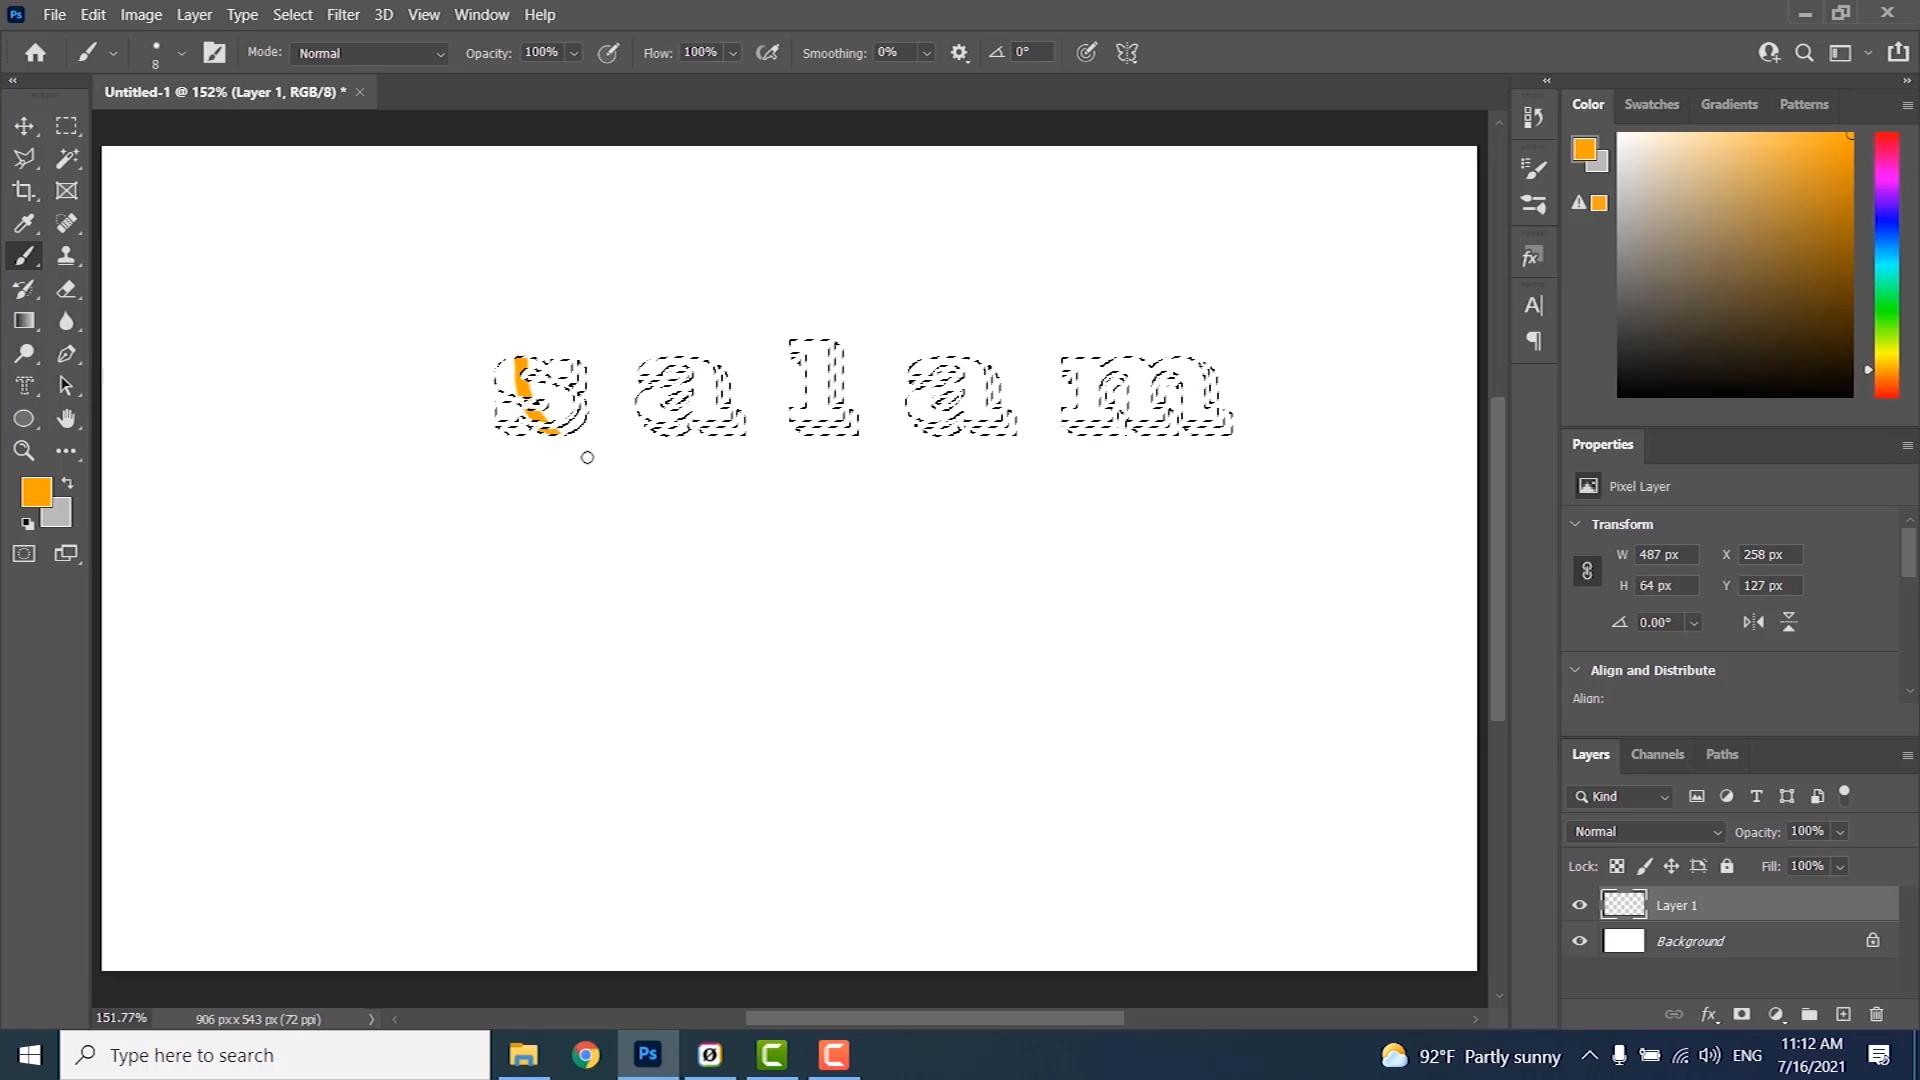 Ps File Edit Image Layer Type Select Filter 3D View Window Help
8 Mode: Normal Opacity: 100% Flow: 100% Smoothing: 0% 0°
Untitled-1 @ 152% (Layer 1, RGB/8) *
Color Swatches Gradients Patterns
salam
Properties
Pixel Layer
Transform
W 487 px X 258 px
H 64 px Y 127 px
0.00°
Align and Distribute
Align:
Layers Channels Paths
Kind
Normal Opacity: 100%
Lock: Fill: 100%
Layer 1
Background
151.77% 906 px x 543 px (72 ppi)
Type here to search Ps 92°F Partly sunny ENG
11:12 AM
7/16/2021